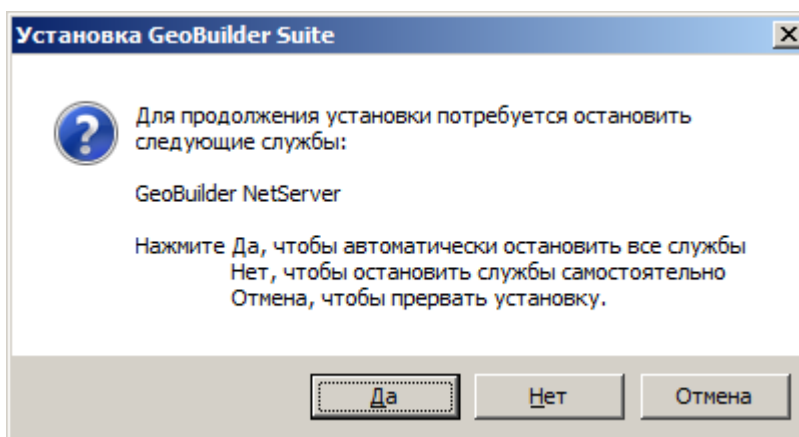 Установка GeoBuilder Suite
Для продолжения установки потребуется остановить
следующие службы:
GeoBuilder NetServer
Нажмите Да, чтобы автоматически остановить все службы
Нет, чтобы остановить службы самостоятельно
Отмена, чтобы прервать установку.
Да Нет Отмена